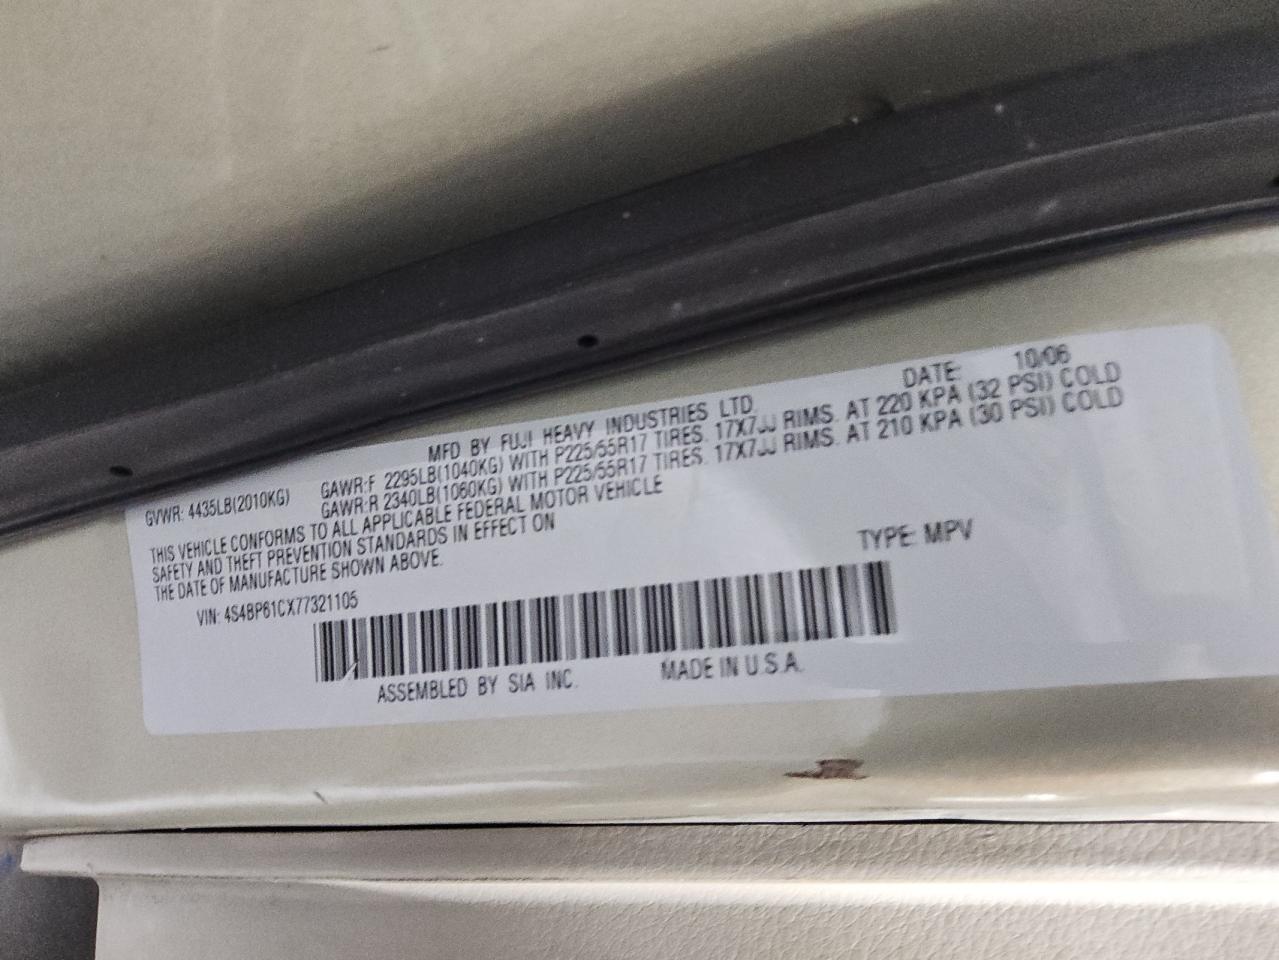 MFD BY FUJI HEAVY INDUSTRIES LTD. DATE: 10/06
GVWR: 4435LB(2010KG) GAWR:F 2295LB(1040KG) WITH P225/55R17 TIRES. 17X7JJ RIMS. AT 220 KPA (32 PSI) COLD
GAWR:R 2340LB(1060KG) WITH P225/55R17 TIRES. 17X7JJ RIMS. AT 210 KPA (30 PSI) COLD
THIS VEHICLE CONFORMS TO ALL APPLICABLE FEDERAL MOTOR VEHICLE
SAFETY AND THEFT PREVENTION STANDARDS IN EFFECT ON
THE DATE OF MANUFACTURE SHOWN ABOVE.
TYPE: MPV
VIN: 4S4BP61CX77321105
ASSEMBLED BY SIA INC. MADE IN U.S.A.